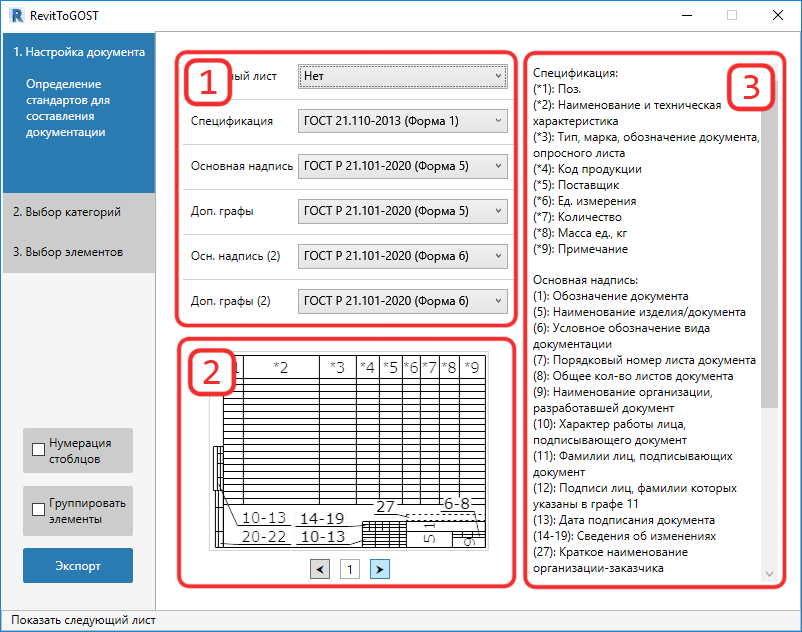 RevitToGOST
1. Настройка документа
Определение
стандартов для
составления
документации
2. Выбор категорий
3. Выбор элементов
Нумерация
столбцов
Группировать
элементы
Экспорт
1
лист
Нет
Спецификация
ГОСТ 21.110-2013 (Форма 1)
Основная надпись
ГОСТ Р 21.101-2020 (Форма 5)
Доп. графы
ГОСТ Р 21.101-2020 (Форма 5)
Осн. надпись (2)
ГОСТ Р 21.101-2020 (Форма 6)
Доп. графы (2)
ГОСТ Р 21.101-2020 (Форма 6)
2
*2 *3 *4 *5 *6 *7 *8 *9
27 6-8
10-13 14-19
20-22 10-13 5 1 9
< 1 >
3
Спецификация:
(*1): Поз.
(*2): Наименование и техническая
характеристика
(*3): Тип, марка, обозначение документа,
опросного листа
(*4): Код продукции
(*5): Поставщик
(*6): Ед. измерения
(*7): Количество
(*8): Масса ед., кг
(*9): Примечание
Основная надпись:
(1): Обозначение документа
(5): Наименование изделия/документа
(6): Условное обозначение вида
документации
(7): Порядковый номер листа документа
(8): Общее кол-во листов документа
(9): Наименование организации,
разработавшей документ
(10): Характер работы лица,
подписывающего документ
(11): Фамилии лиц, подписывающих
документ
(12): Подписи лиц, фамилии которых
указаны в графе 11
(13): Дата подписания документа
(14-19): Сведения об изменениях
(27): Краткое наименование
организации-заказчика
Показать следующий лист